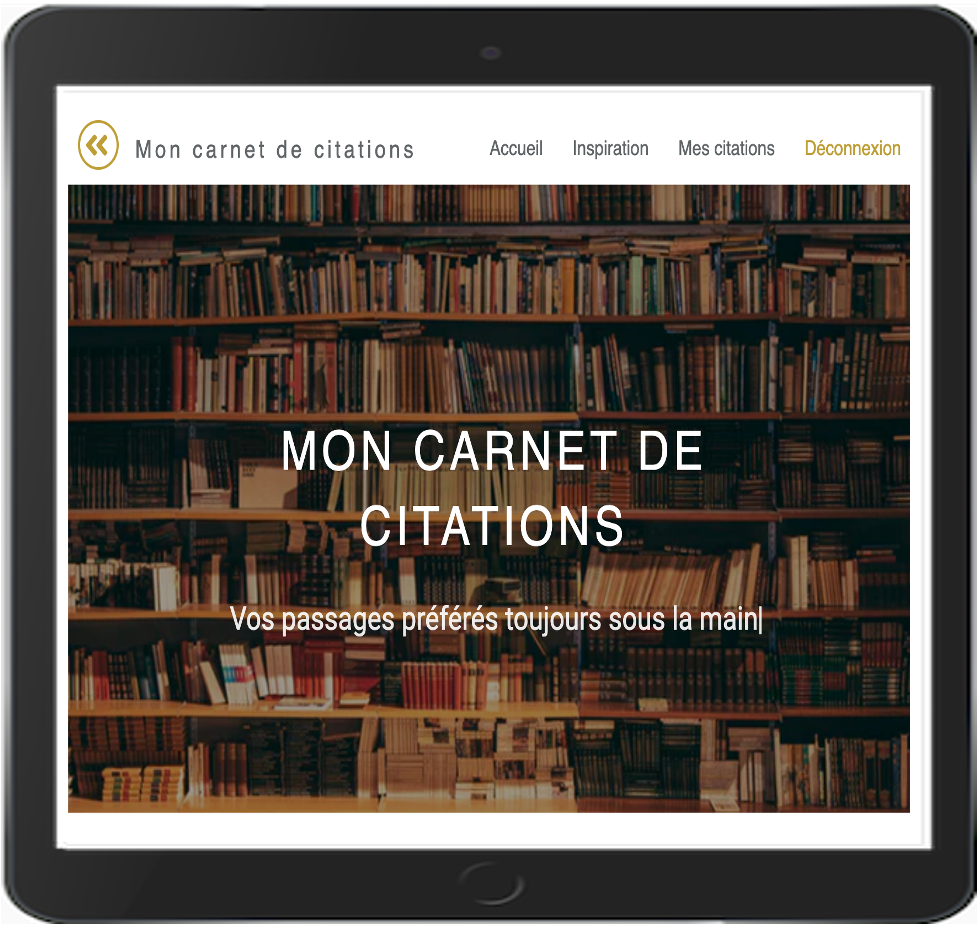 Mon carnet de citations
Accueil Inspiration Mes citations Déconnexion
MON CARNET DE
CITATIONS
Vos passages préférés toujours sous la main|